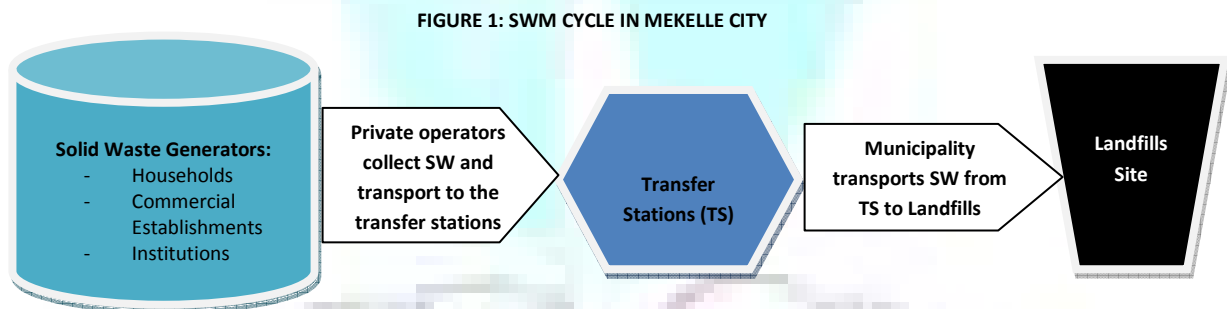 FIGURE 1: SWM CYCLE IN MEKELLE CITY
Solid Waste Generators:
- Households
- Commercial
Establishments
- Institutions
Private operators
collect SW and
transport to the
transfer stations
Transfer
Stations (TS)
Municipality
transports SW from
TS to Landfills
Landfills
Site